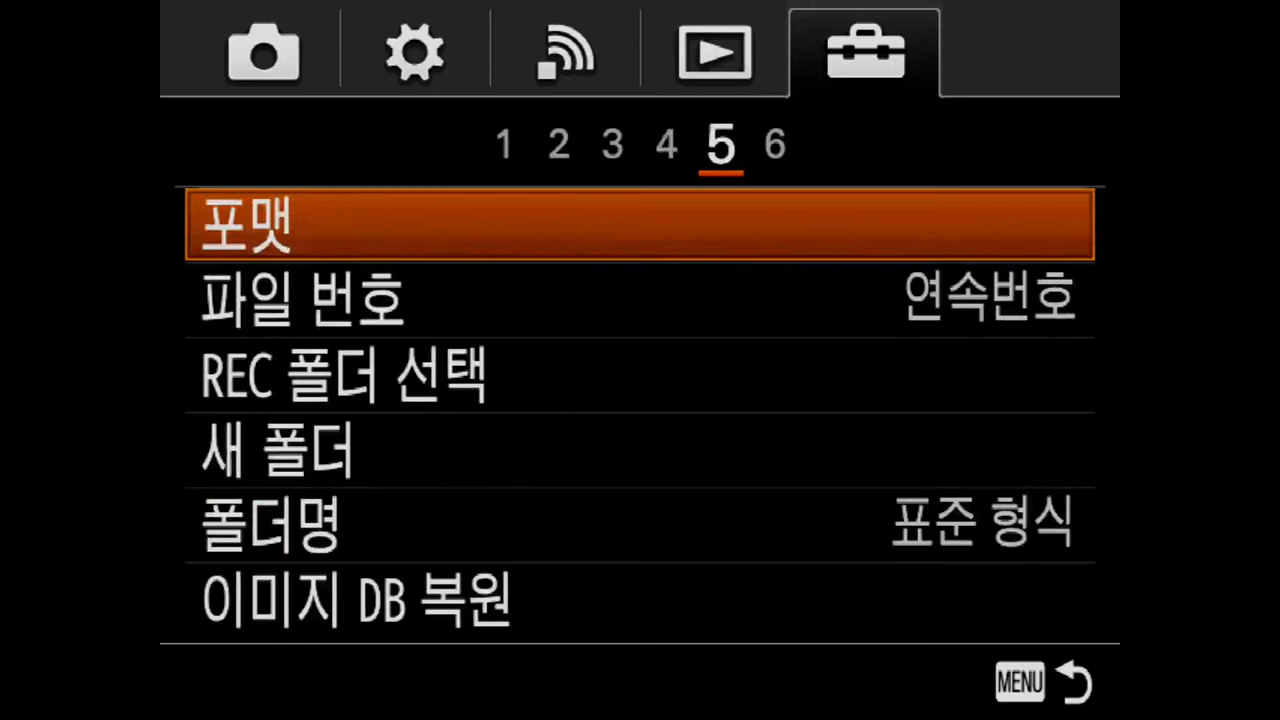 1 2 3 4 5 6
포맷
파일 번호 연속번호
REC 폴더 선택
새 폴더
폴더명 표준 형식
이미지 DB 복원
MENU